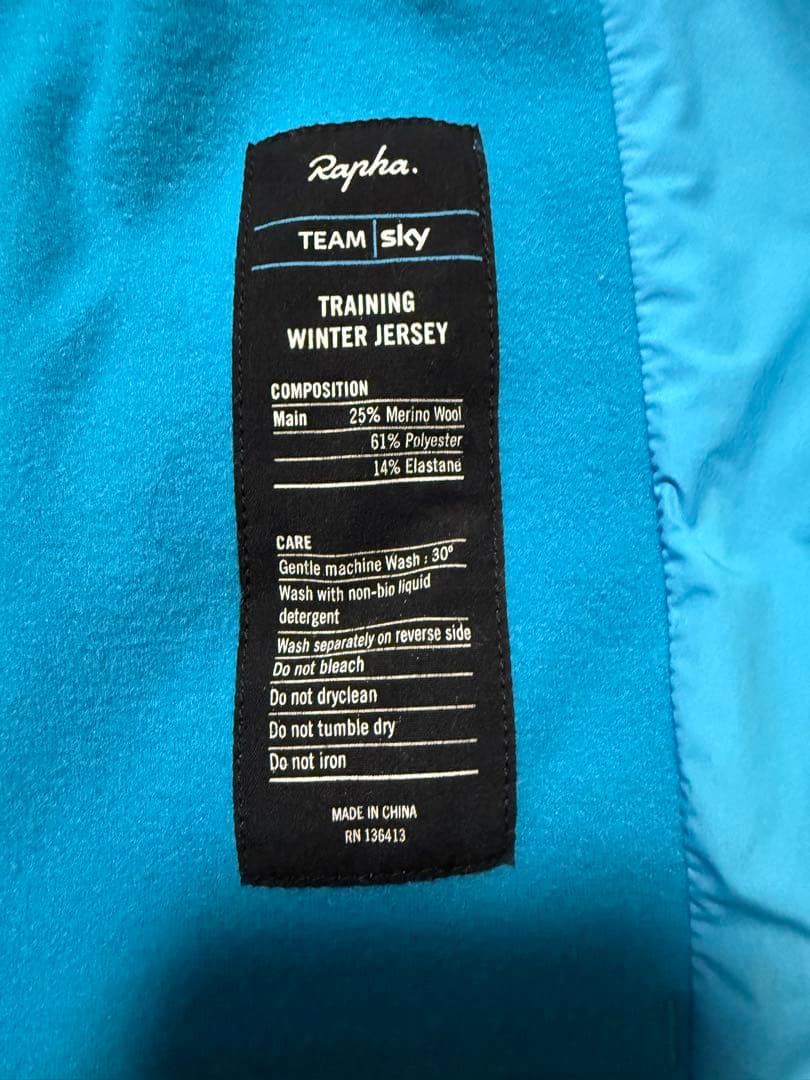 Rapha.
TEAM sky
TRAINING
WINTER JERSEY
COMPOSITION
Main 25% Merino Wool
61% Polyester
14% Elastane
CARE
Gentle machine Wash : 30°
Wash with non-bio liquid
detergent
Wash separately on reverse side
Do not bleach
Do not dryclean
Do not tumble dry
Do not iron
MADE IN CHINA
RN 136413